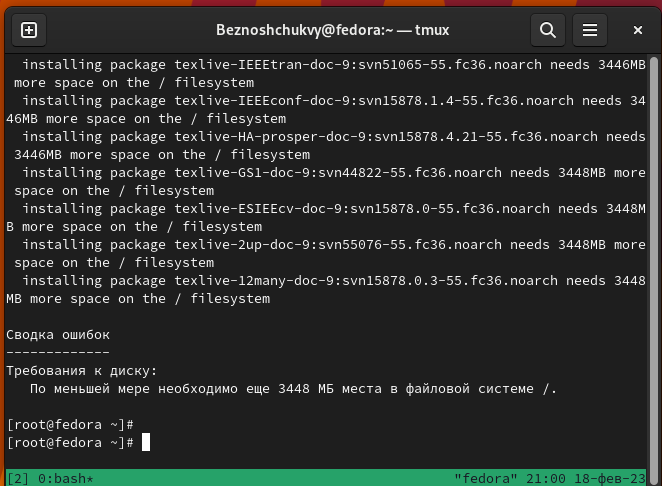 Beznoshchukvy@fedora:~ — tmux
installing package texlive-IEEEtran-doc-9:svn51065-55.fc36.noarch needs 3446MB
more space on the / filesystem
installing package texlive-IEEEconf-doc-9:svn15878.1.4-55.fc36.noarch needs 34
46MB more space on the / filesystem
installing package texlive-HA-prosper-doc-9:svn15878.4.21-55.fc36.noarch needs
3446MB more space on the / filesystem
installing package texlive-GS1-doc-9:svn44822-55.fc36.noarch needs 3448MB more
space on the / filesystem
installing package texlive-ESIEEcv-doc-9:svn15878.0-55.fc36.noarch needs 3448M
B more space on the / filesystem
installing package texlive-2up-doc-9:svn55076-55.fc36.noarch needs 3448MB more
space on the / filesystem
installing package texlive-12many-doc-9:svn15878.0.3-55.fc36.noarch needs 3448
MB more space on the / filesystem
Сводка ошибок
-------------
Требования к диску:
По меньшей мере необходимо еще 3448 МБ места в файловой системе /.
[root@fedora ~]#
[root@fedora ~]#
[2] 0:bash* "fedora" 21:00 18-фев-23